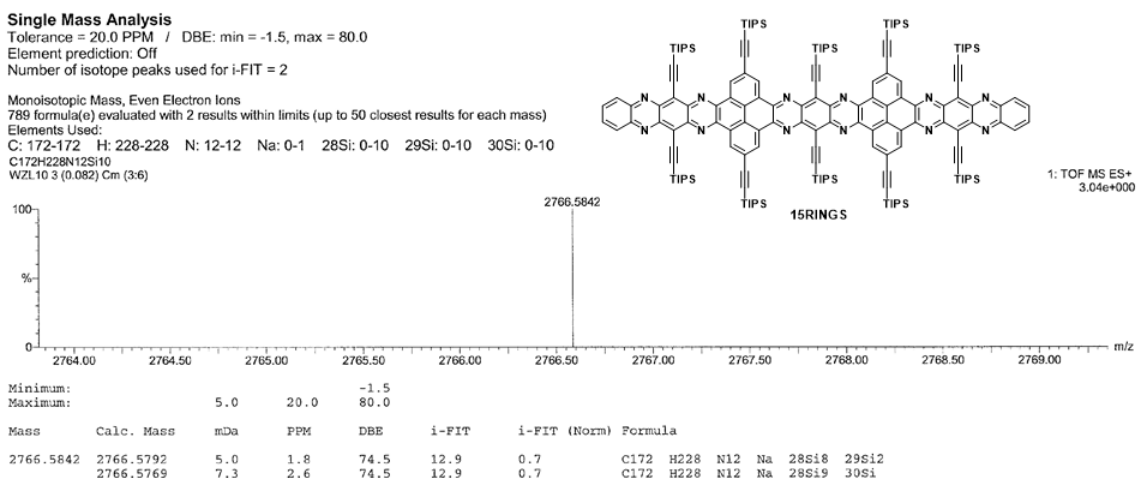 Single Mass Analysis
Tolerance = 20.0 PPM / DBE: min = -1.5, max = 80.0
Element prediction: Off
Number of isotope peaks used for i-FIT = 2
Monoisotopic Mass, Even Electron Ions
789 formula(e) evaluated with 2 results within limits (up to 50 closest results for each mass)
Elements Used:
C: 172-172 H: 228-228 N: 12-12 Na: 0-1 28Si: 0-10 29Si: 0-10 30Si: 0-10
C172H228N12Si10
WZL10 3 (0.082) Cm (3:6)
TIPS TIPS
TIPS TIPS TIPS
N N N N N N
N N N N N N
TIPS TIPS TIPS
TIPS TIPS
15RINGS
1: TOF MS ES+
3.04e+000
2766.5842
100
%
0
2764.00 2764.50 2765.00 2765.50 2766.00 2766.50 2767.00 2767.50 2768.00 2768.50 2769.00 m/z
Minimum: -1.5
Maximum: 5.0 20.0 80.0
Mass Calc. Mass mDa PPM DBE i-FIT i-FIT (Norm) Formula
2766.5842 2766.5792 5.0 1.8 74.5 12.9 0.7 C172 H228 N12 Na 28Si8 29Si2
2766.5769 7.3 2.6 74.5 12.9 0.7 C172 H228 N12 Na 28Si9 30Si